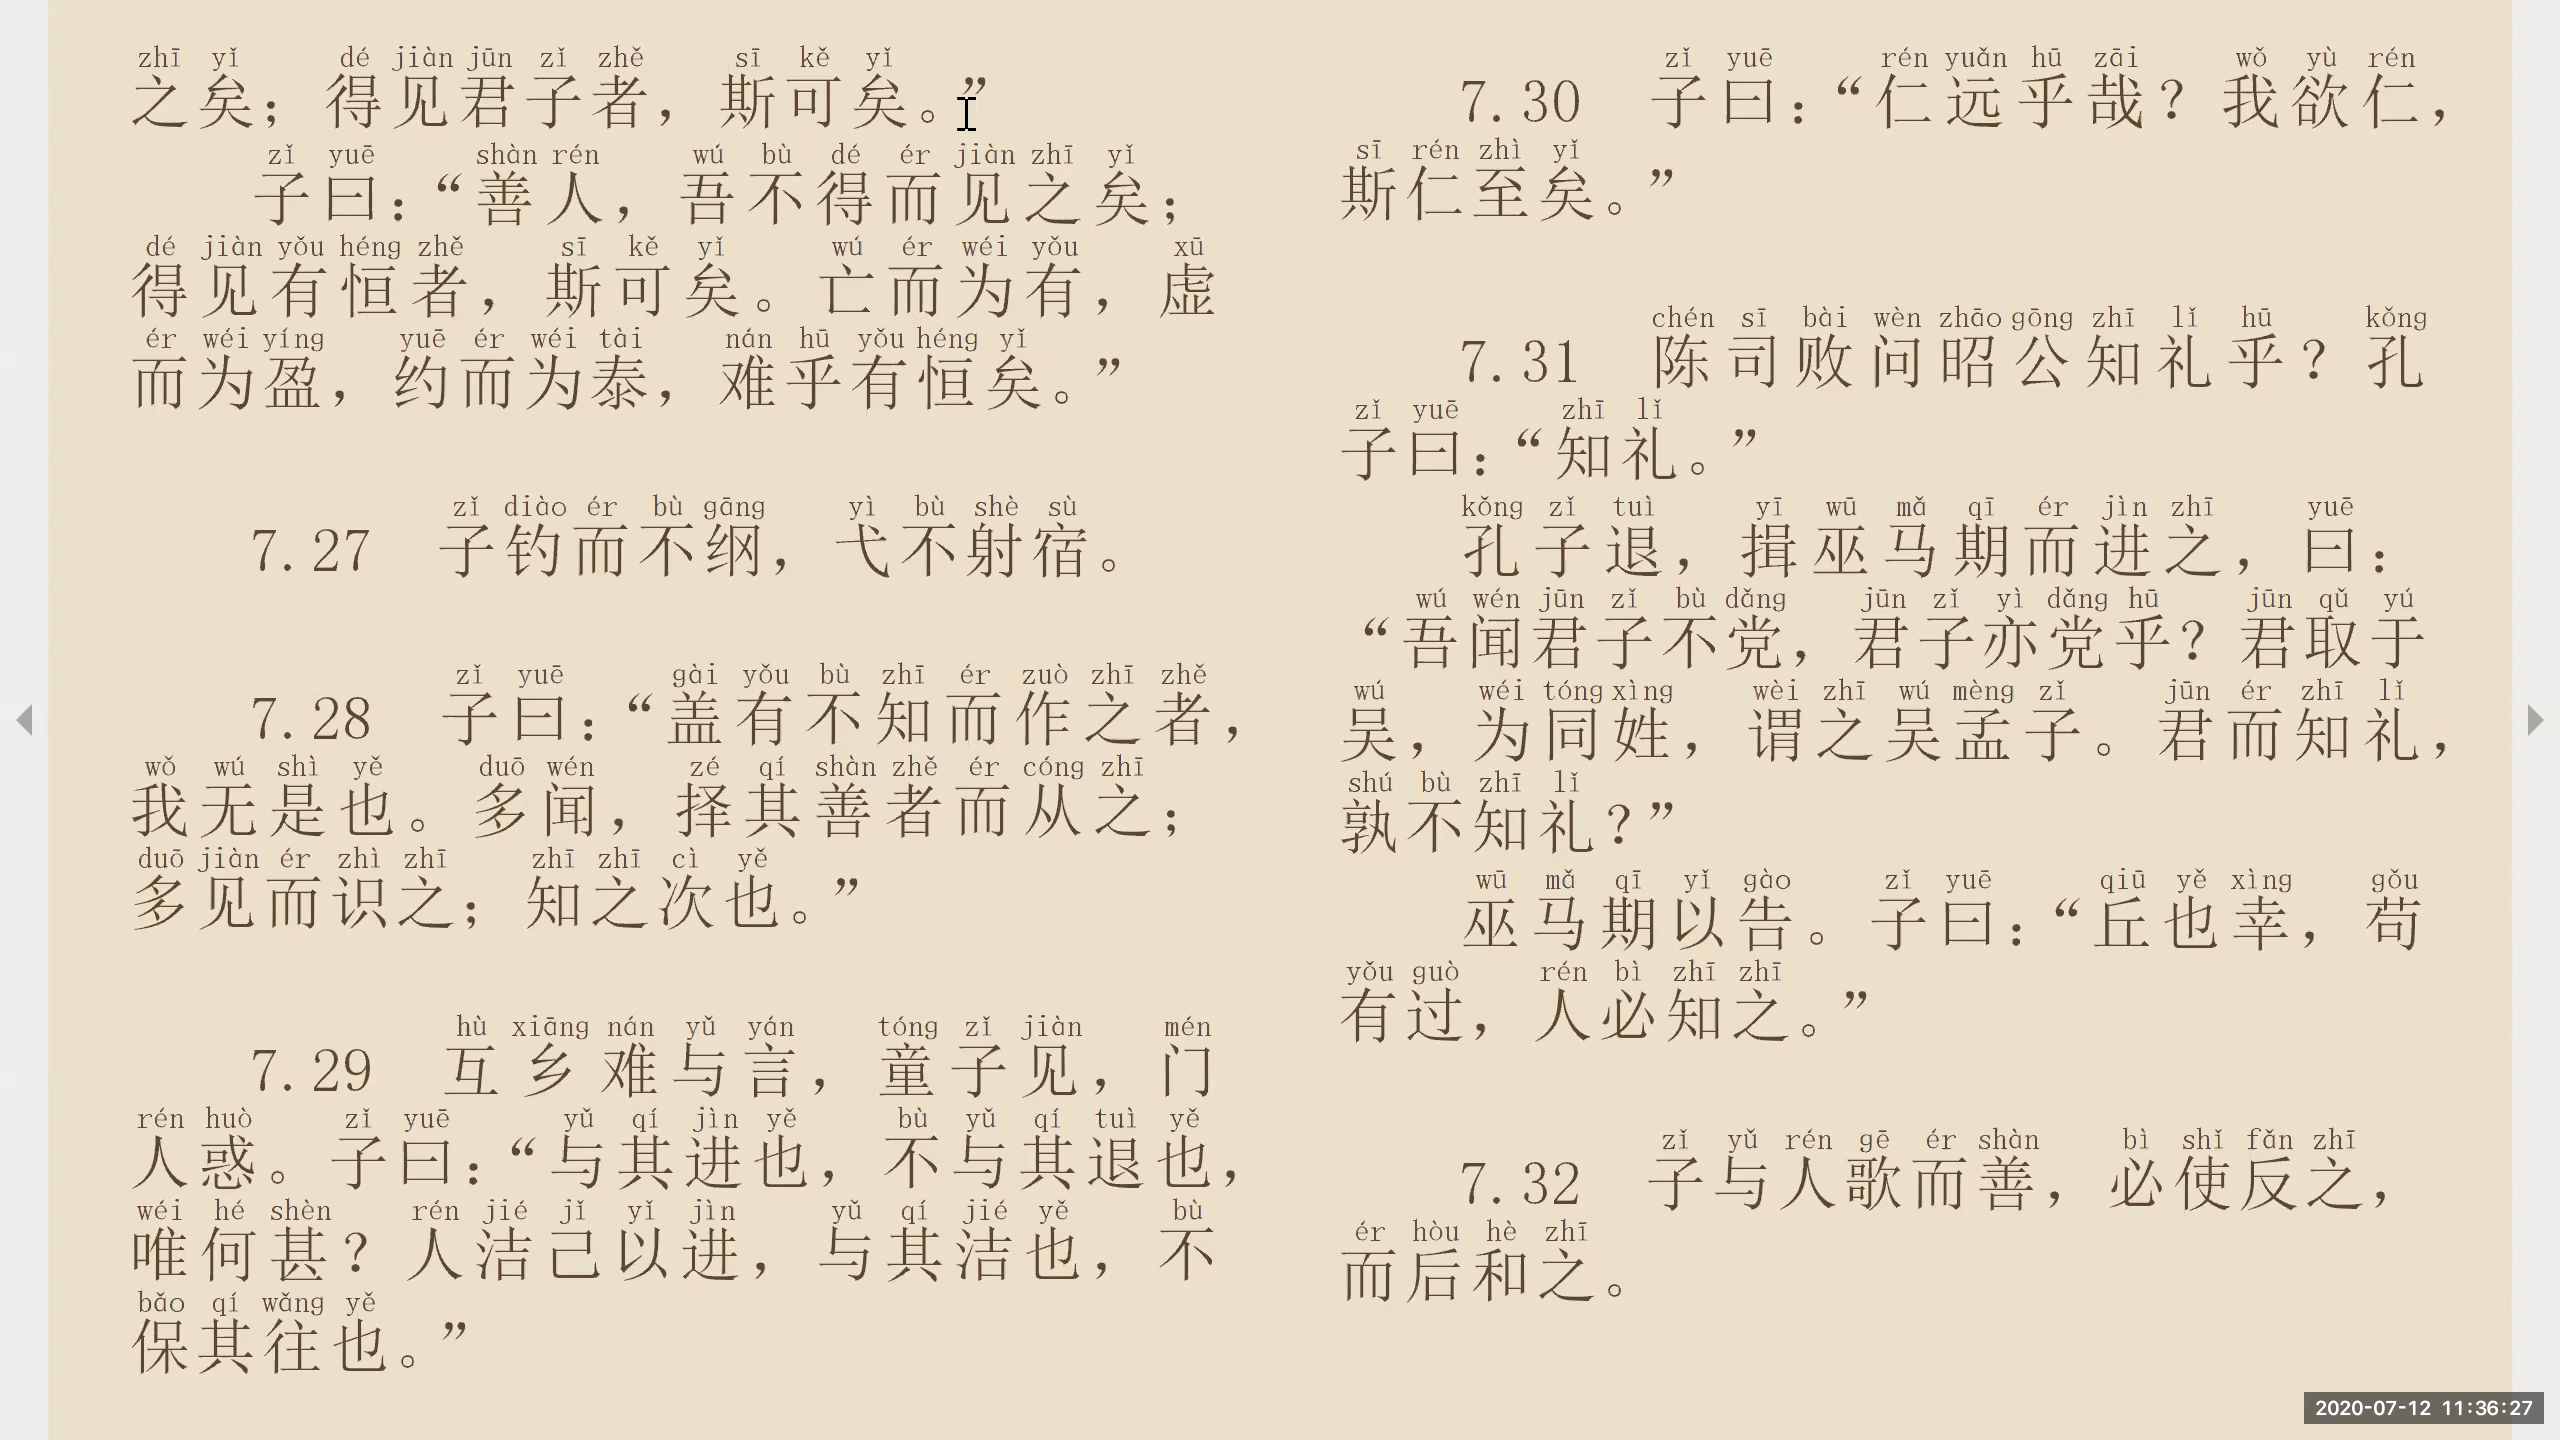 zhī yǐ dé jiàn jūn zǐ zhě sī kě yǐ
之矣；得见君子者，斯可矣。”
zǐ yuē shàn rén wú bù dé ér jiàn zhī yǐ
子曰：“善人，吾不得而见之矣；
dé jiàn yǒu héng zhě sī kě yǐ wú ér wéi yǒu xū
得见有恒者，斯可矣。亡而为有，虚
ér wéi yíng yuē ér wéi tài nán hū yǒu héng yǐ
而为盈，约而为泰，难乎有恒矣。”
zǐ diào ér bù gāng yì bù shè sù
7.27 子钓而不纲，弋不射宿。
zǐ yuē gài yǒu bù zhī ér zuò zhī zhě
7.28 子曰：“盖有不知而作之者，
wǒ wú shì yě duō wén zé qí shàn zhě ér cóng zhī
我无是也。多闻，择其善者而从之；
duō jiàn ér zhì zhī zhī zhī cì yě
多见而识之；知之次也。”
hù xiāng nán yǔ yán tóng zǐ jiàn mén
7.29 互乡难与言，童子见，门
rén huò zǐ yuē yǔ qí jìn yě bù yǔ qí tuì yě
人惑。子曰：“与其进也，不与其退也，
wéi hé shèn rén jié jǐ yǐ jìn yǔ qí jié yě bù
唯何甚？人洁己以进，与其洁也，不
bǎo qí wǎng yě
保其往也。”
zǐ yuē rén yuǎn hū zāi wǒ yù rén
7.30 子曰：“仁远乎哉？我欲仁，
sī rén zhì yǐ
斯仁至矣。”
chén sī bài wèn zhāo gōng zhī lǐ hū kǒng
7.31 陈司败问昭公知礼乎？孔
zǐ yuē zhī lǐ
子曰：“知礼。”
kǒng zǐ tuì yī wū mǎ qī ér jìn zhī yuē
孔子退，揖巫马期而进之，曰：
wú wén jūn zǐ bù dǎng jūn zǐ yì dǎng hū jūn qǔ yú
“吾闻君子不党，君子亦党乎？君取于
wú wéi tóng xìng wèi zhī wú mèng zǐ jūn ér zhī lǐ
吴，为同姓，谓之吴孟子。君而知礼，
shú bù zhī lǐ
孰不知礼？”
wū mǎ qī yǐ gào zǐ yuē qiū yě xìng gǒu
巫马期以告。子曰：“丘也幸，苟
yǒu guò rén bì zhī zhī
有过，人必知之。”
zǐ yǔ rén gē ér shàn bì shǐ fǎn zhī
7.32 子与人歌而善，必使反之，
ér hòu hè zhī
而后和之。
2020-07-12 11:36:27